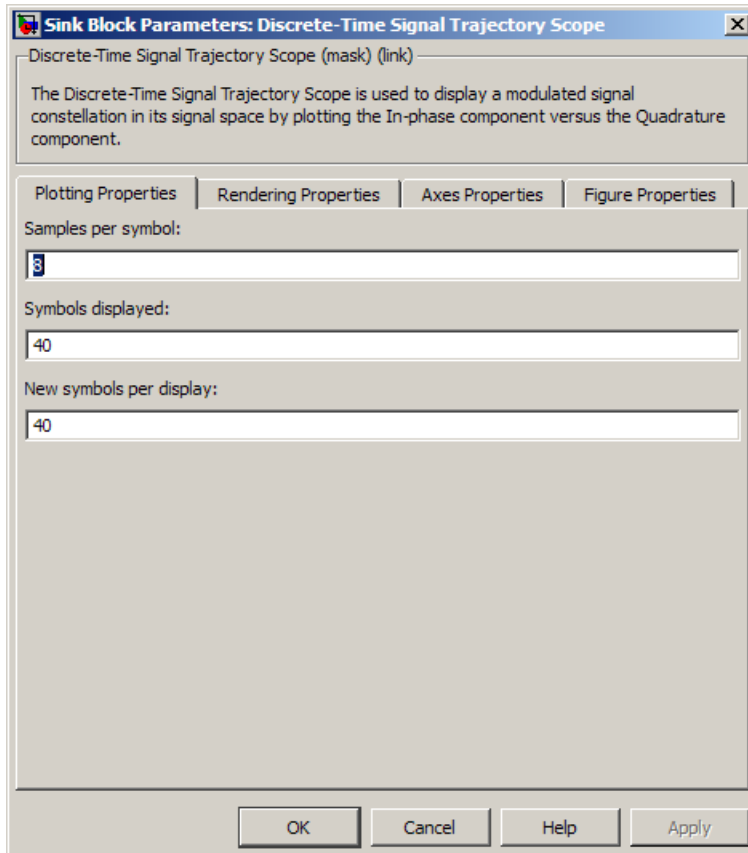 Sink Block Parameters: Discrete-Time Signal Trajectory Scope
Discrete-Time Signal Trajectory Scope (mask) (link)
The Discrete-Time Signal Trajectory Scope is used to display a modulated signal
constellation in its signal space by plotting the In-phase component versus the Quadrature
component.
Plotting Properties Rendering Properties Axes Properties Figure Properties
Samples per symbol:
8
Symbols displayed:
40
New symbols per display:
40
OK Cancel Help Apply